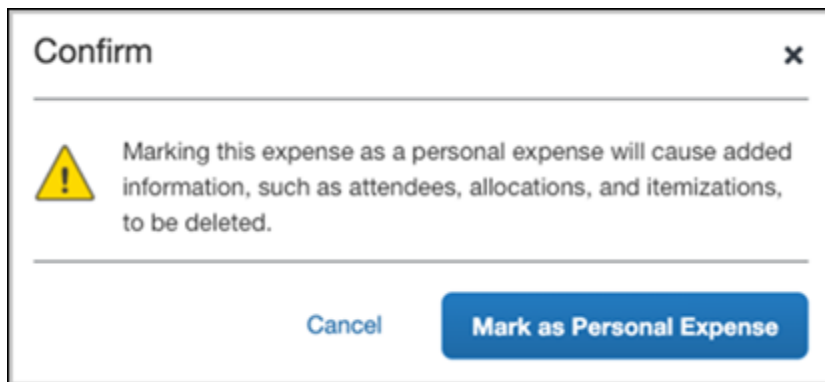 Confirm
Marking this expense as a personal expense will cause added
information, such as attendees, allocations, and itemizations,
to be deleted.
Cancel
Mark as Personal Expense